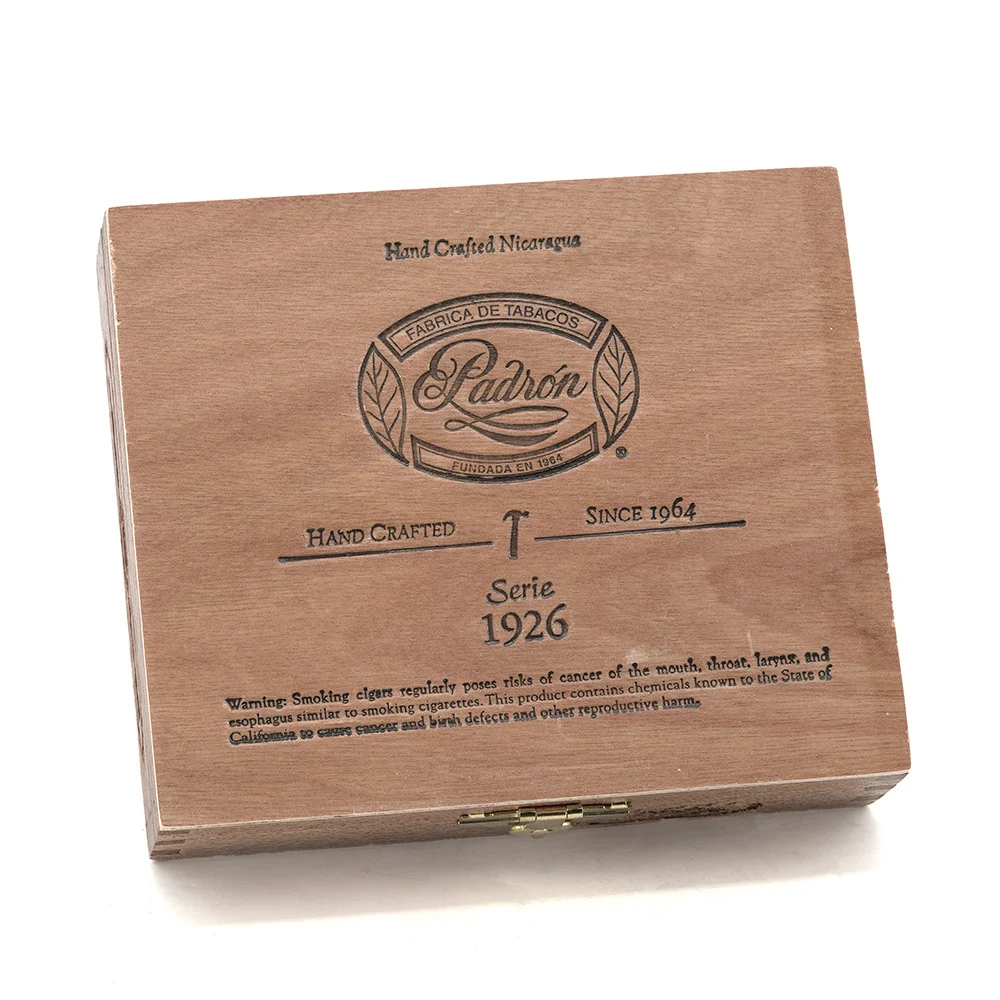 Hand Crafted Nicaragua
FABRICA DE TABACOS
Padrón
FUNDADA EN 1964
®
HAND CRAFTED
SINCE 1964
Serie
1926
Warning: Smoking cigars regularly poses risks of cancer of the mouth, throat, larynx, and
esophagus similar to smoking cigarettes. This product contains chemicals known to the State of
California to cause cancer and birth defects and other reproductive harm.